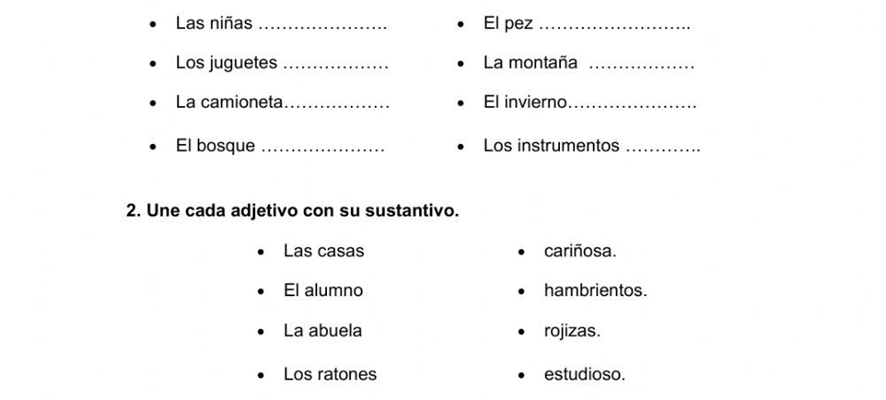 • Las niñas ......................
• El pez ..........................
• Los juguetes ..................
• La montaña ..................
• La camioneta..................
• El invierno......................
• El bosque .....................
• Los instrumentos .............
2. Une cada adjetivo con su sustantivo.
• Las casas
• cariñosa.
• El alumno
• hambrientos.
• La abuela
• rojizas.
• Los ratones
• estudioso.